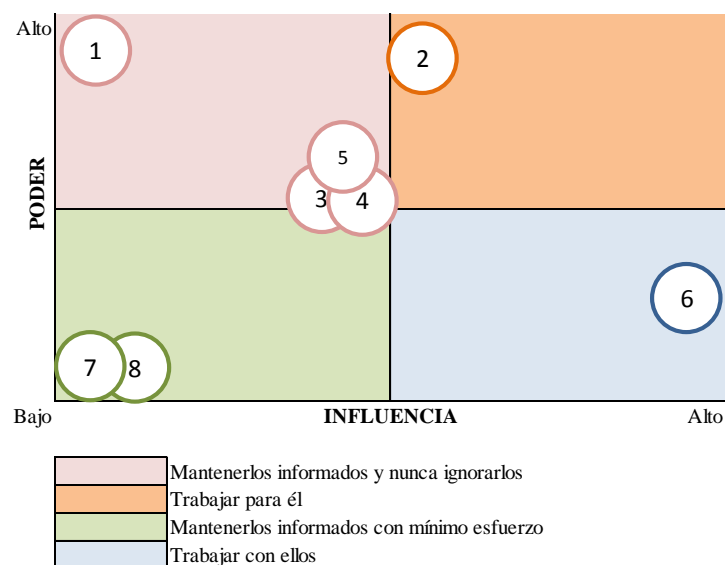 Alto
1
2
5
3
4
PODER
6
7
8
Bajo
INFLUENCIA
Alto
Mantenerlos informados y nunca ignorarlos
Trabajar para él
Mantenerlos informados con mínimo esfuerzo
Trabajar con ellos